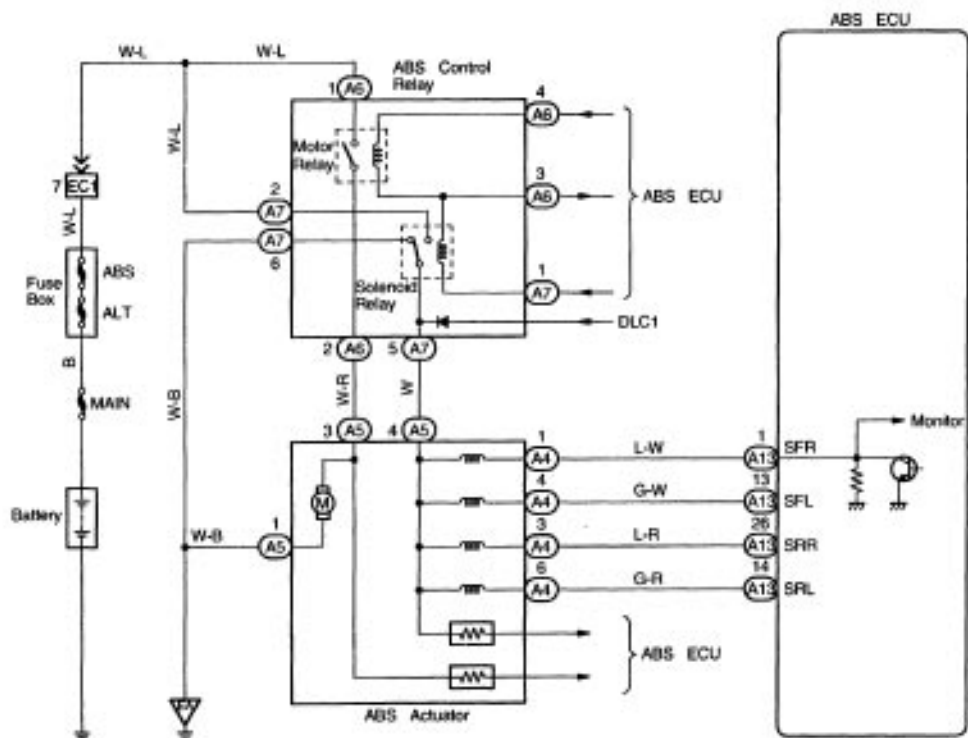 ABS ECU
W-L
W-L
ABS Control
Relay
1 A6
4
A6
W-L
Motor
Relay
3
A6
ABS ECU
7 EC1
2
A7
W-L
A7
6
ABS
Fuse
Box
ALT
Solenoid
Relay
1
A7
DLC1
2 A6
5 A7
B
W-B
W-R
W
MAIN
Monitor
3 A5
4 A5
1
A4
L-W
1
A13
SFR
4
A4
G-W
13
A13
SFL
Battery
M
W-B
1
A5
3
A4
L-R
26
A13
SRR
6
A4
G-R
14
A13
SRL
ABS ECU
ABS Actuator